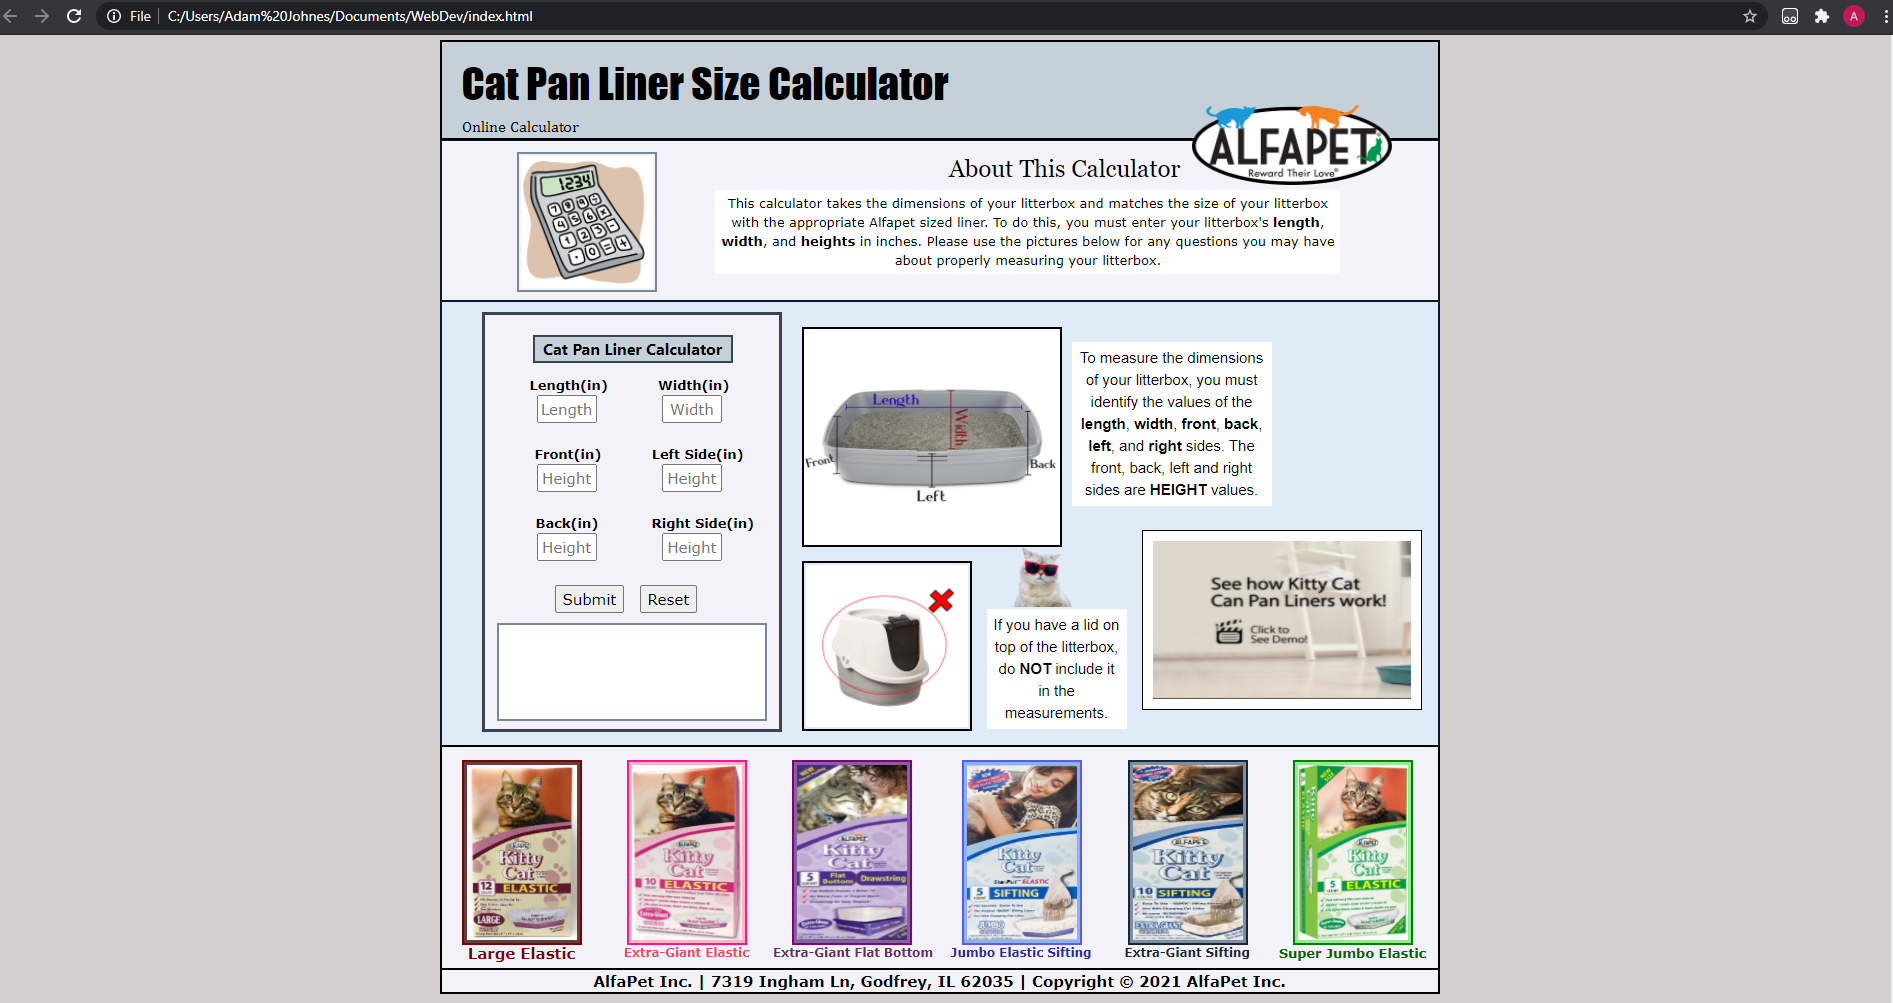 File
C:/Users/Adam%20Johnes/Documents/WebDev/index.html
A
Cat Pan Liner Size Calculator
Online Calculator
ALFAPET
Reward Their Love®
1234
About This Calculator
This calculator takes the dimensions of your litterbox and matches the size of your litterbox
with the appropriate Alfapet sized liner. To do this, you must enter your litterbox's length,
width, and heights in inches. Please use the pictures below for any questions you may have
about properly measuring your litterbox.
Cat Pan Liner Calculator
Length(in) Width(in)
Length Width
Front(in) Left Side(in)
Height Height
Back(in) Right Side(in)
Height Height
Submit Reset
Length
Width
Front
Back
Left
To measure the dimensions
of your litterbox, you must
identify the values of the
length, width, front, back,
left, and right sides. The
front, back, left and right
sides are HEIGHT values.
If you have a lid on
top of the litterbox,
do NOT include it
in the
measurements.
See how Kitty Cat
Can Pan Liners work!
Click to
See Demo!
Kitty
Cat
12
ELASTIC
LARGE
Kitty
Cat
10
ELASTIC
Extra-Giant
ALFAPET
Kitty
Cat
5
Flat
Bottom
Drawstring
Kitty
Cat
5
SIFTING
JUMBO
ALFAPET
Kitty
Cat
10
SIFTING
EXTRA GIANT
Kitty
Cat
5
ELASTIC
Large Elastic
Extra-Giant Elastic
Extra-Giant Flat Bottom
Jumbo Elastic Sifting
Extra-Giant Sifting
Super Jumbo Elastic
AlfaPet Inc. | 7319 Ingham Ln, Godfrey, IL 62035 | Copyright © 2021 AlfaPet Inc.